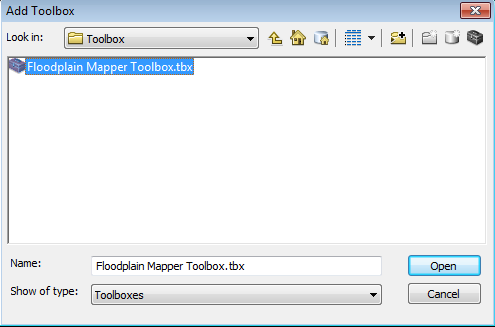 Add Toolbox
Look in: Toolbox
Floodplain Mapper Toolbox.tbx
Name: Floodplain Mapper Toolbox.tbx Open
Show of type: Toolboxes Cancel